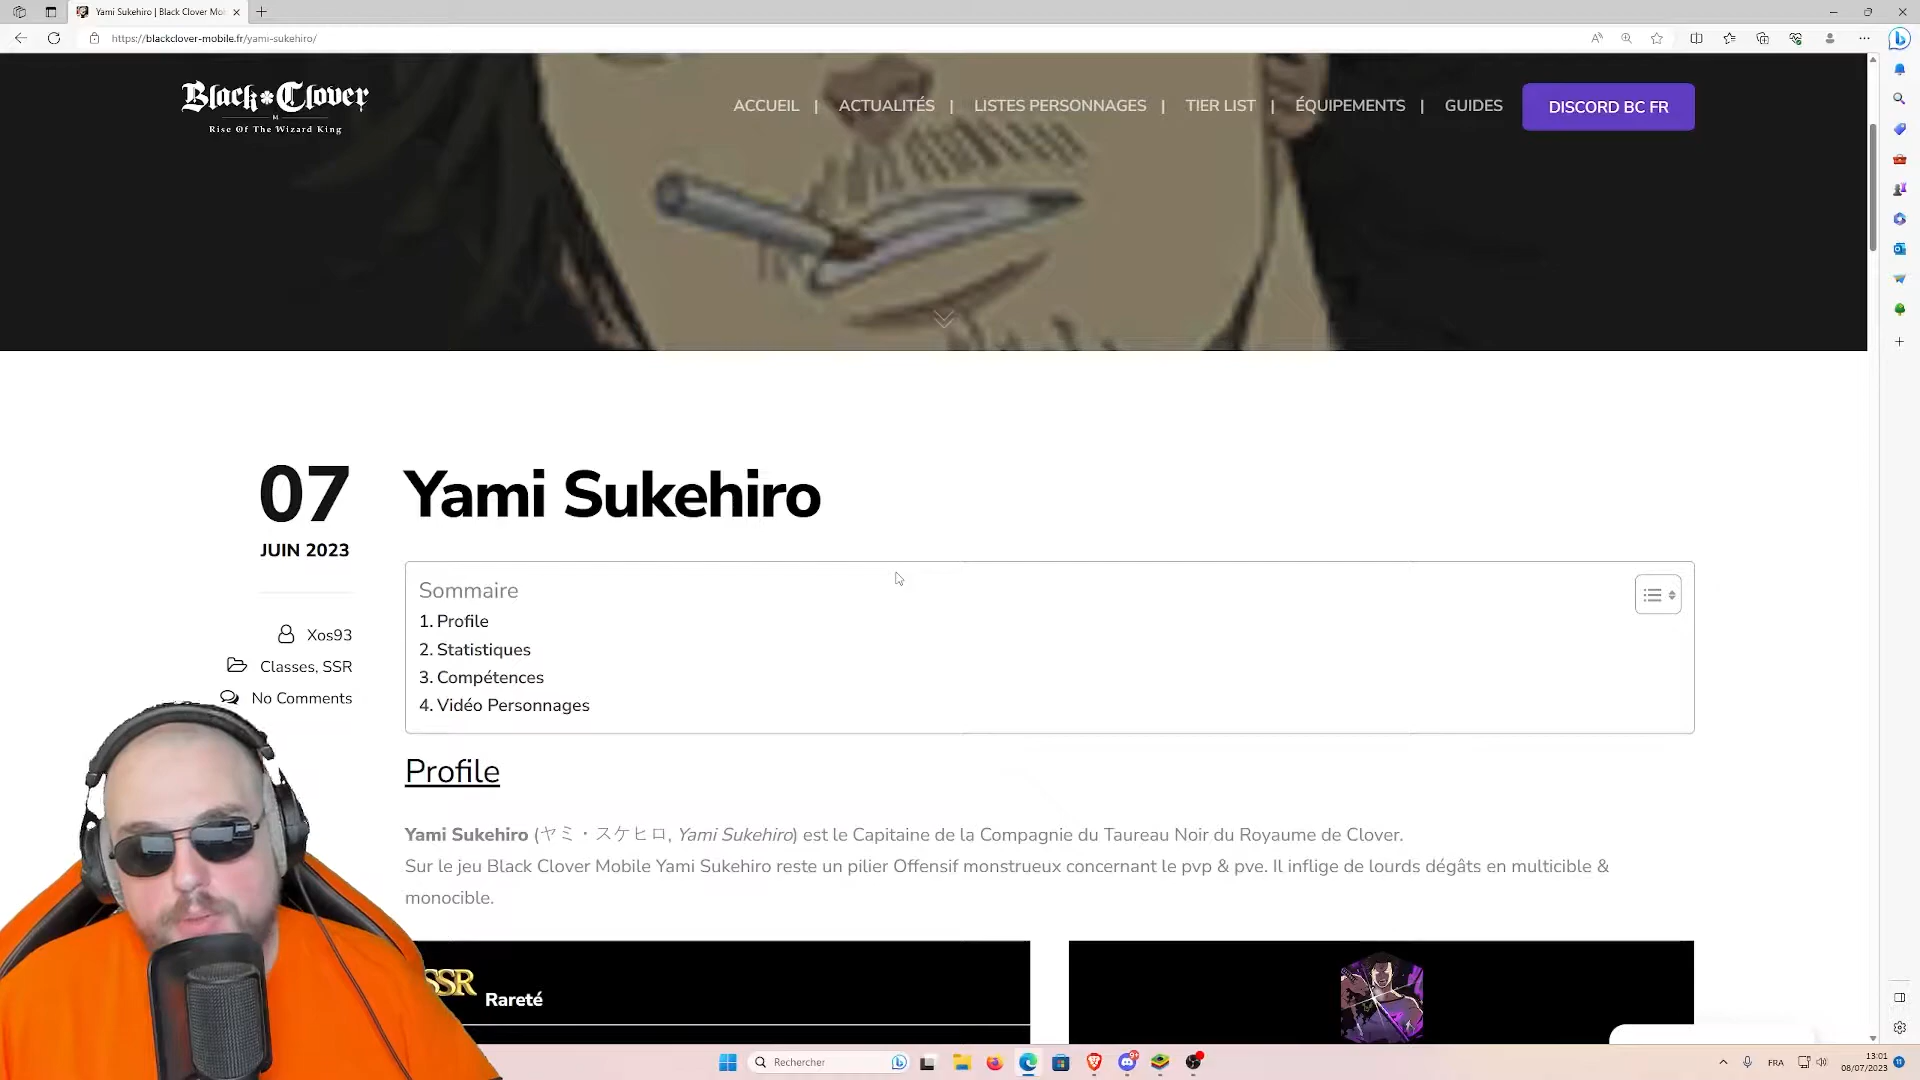 Yami Sukehiro | Black Clover Mo
https://blackclover-mobile.fr/yami-sukehiro/
Black Clover
M
Rise Of The Wizard King
ACCUEIL | ACTUALITÉS | LISTES PERSONNAGES | TIER LIST | ÉQUIPEMENTS | GUIDES
DISCORD BC FR
07
JUIN 2023
Xos93
Classes, SSR
No Comments
Yami Sukehiro
Sommaire
1. Profile
2. Statistiques
3. Compétences
4. Vidéo Personnages
Profile
Yami Sukehiro (ヤミ・スケヒロ, Yami Sukehiro) est le Capitaine de la Compagnie du Taureau Noir du Royaume de Clover.
Sur le jeu Black Clover Mobile Yami Sukehiro reste un pilier Offensif monstrueux concernant le pvp & pve. Il inflige de lourds dégâts en multicible &
monocible.
SSR Rareté
Rechercher
FRA
13:01
08/07/2023